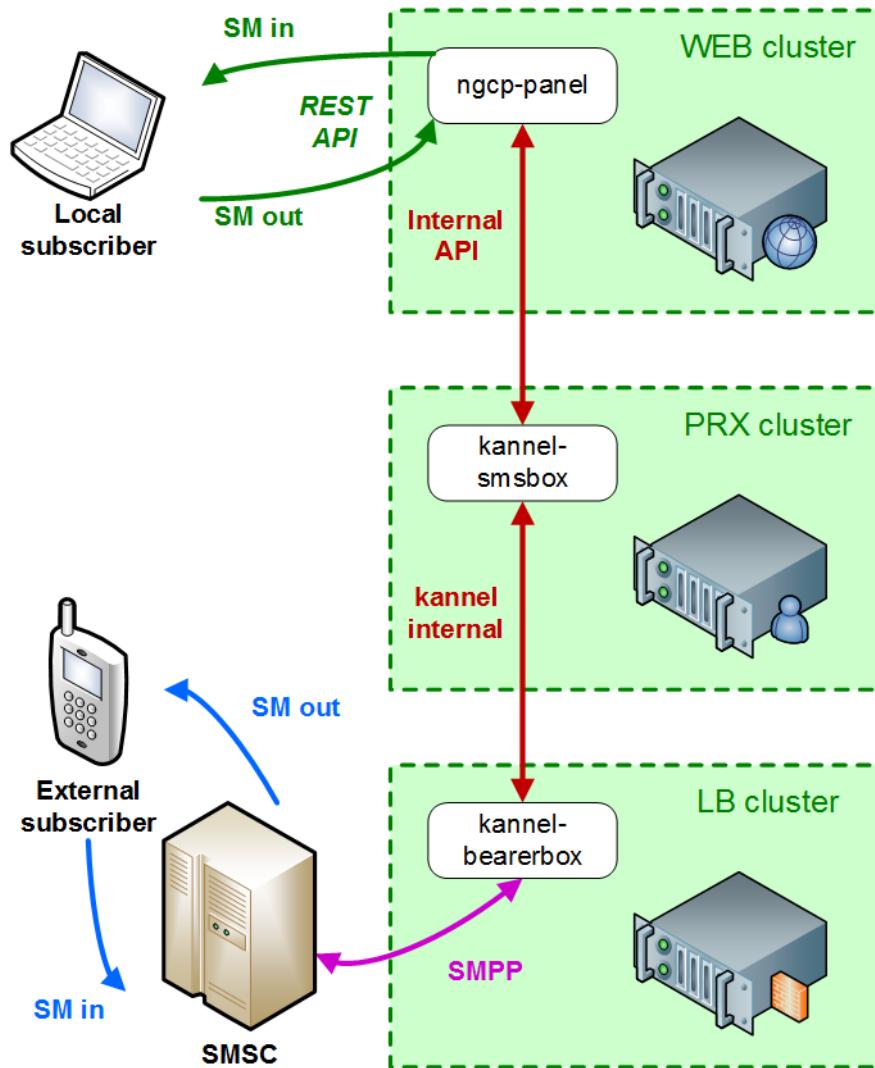 SM in
WEB cluster
ngcp-panel
REST
API
Local
subscriber
SM out
Internal
API
PRX cluster
kannel-
smsbox
kannel
internal
SM out
External
subscriber
LB cluster
kannel-
bearerbox
SMPP
SM in
SMSC